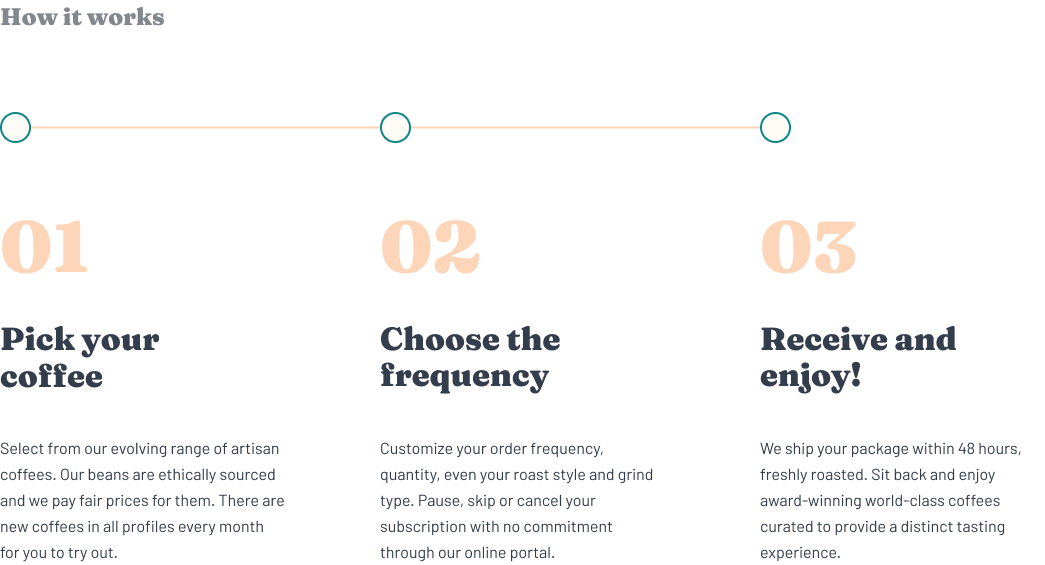 How it works
01
Pick your
coffee
Select from our evolving range of artisan
coffees. Our beans are ethically sourced
and we pay fair prices for them. There are
new coffees in all profiles every month
for you to try out.
02
Choose the
frequency
Customize your order frequency,
quantity, even your roast style and grind
type. Pause, skip or cancel your
subscription with no commitment
through our online portal.
03
Receive and
enjoy!
We ship your package within 48 hours,
freshly roasted. Sit back and enjoy
award-winning world-class coffees
curated to provide a distinct tasting
experience.